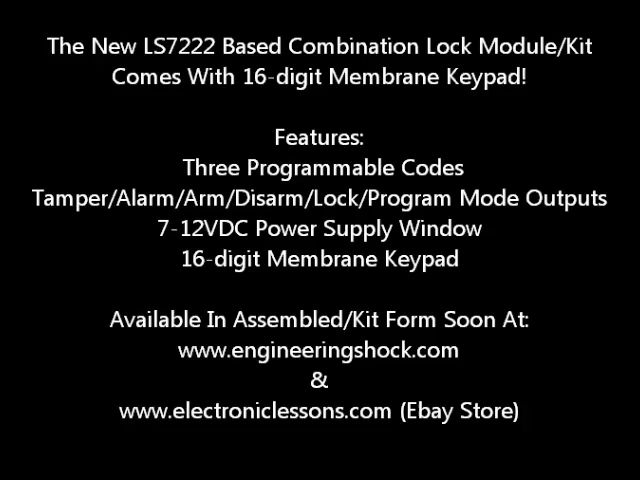 The New LS7222 Based Combination Lock Module/Kit
Comes With 16-digit Membrane Keypad!
Features:
Three Programmable Codes
Tamper/Alarm/Arm/Disarm/Lock/Program Mode Outputs
7-12VDC Power Supply Window
16-digit Membrane Keypad
Available In Assembled/Kit Form Soon At:
www.engineeringshock.com
&
www.electroniclessons.com (Ebay Store)